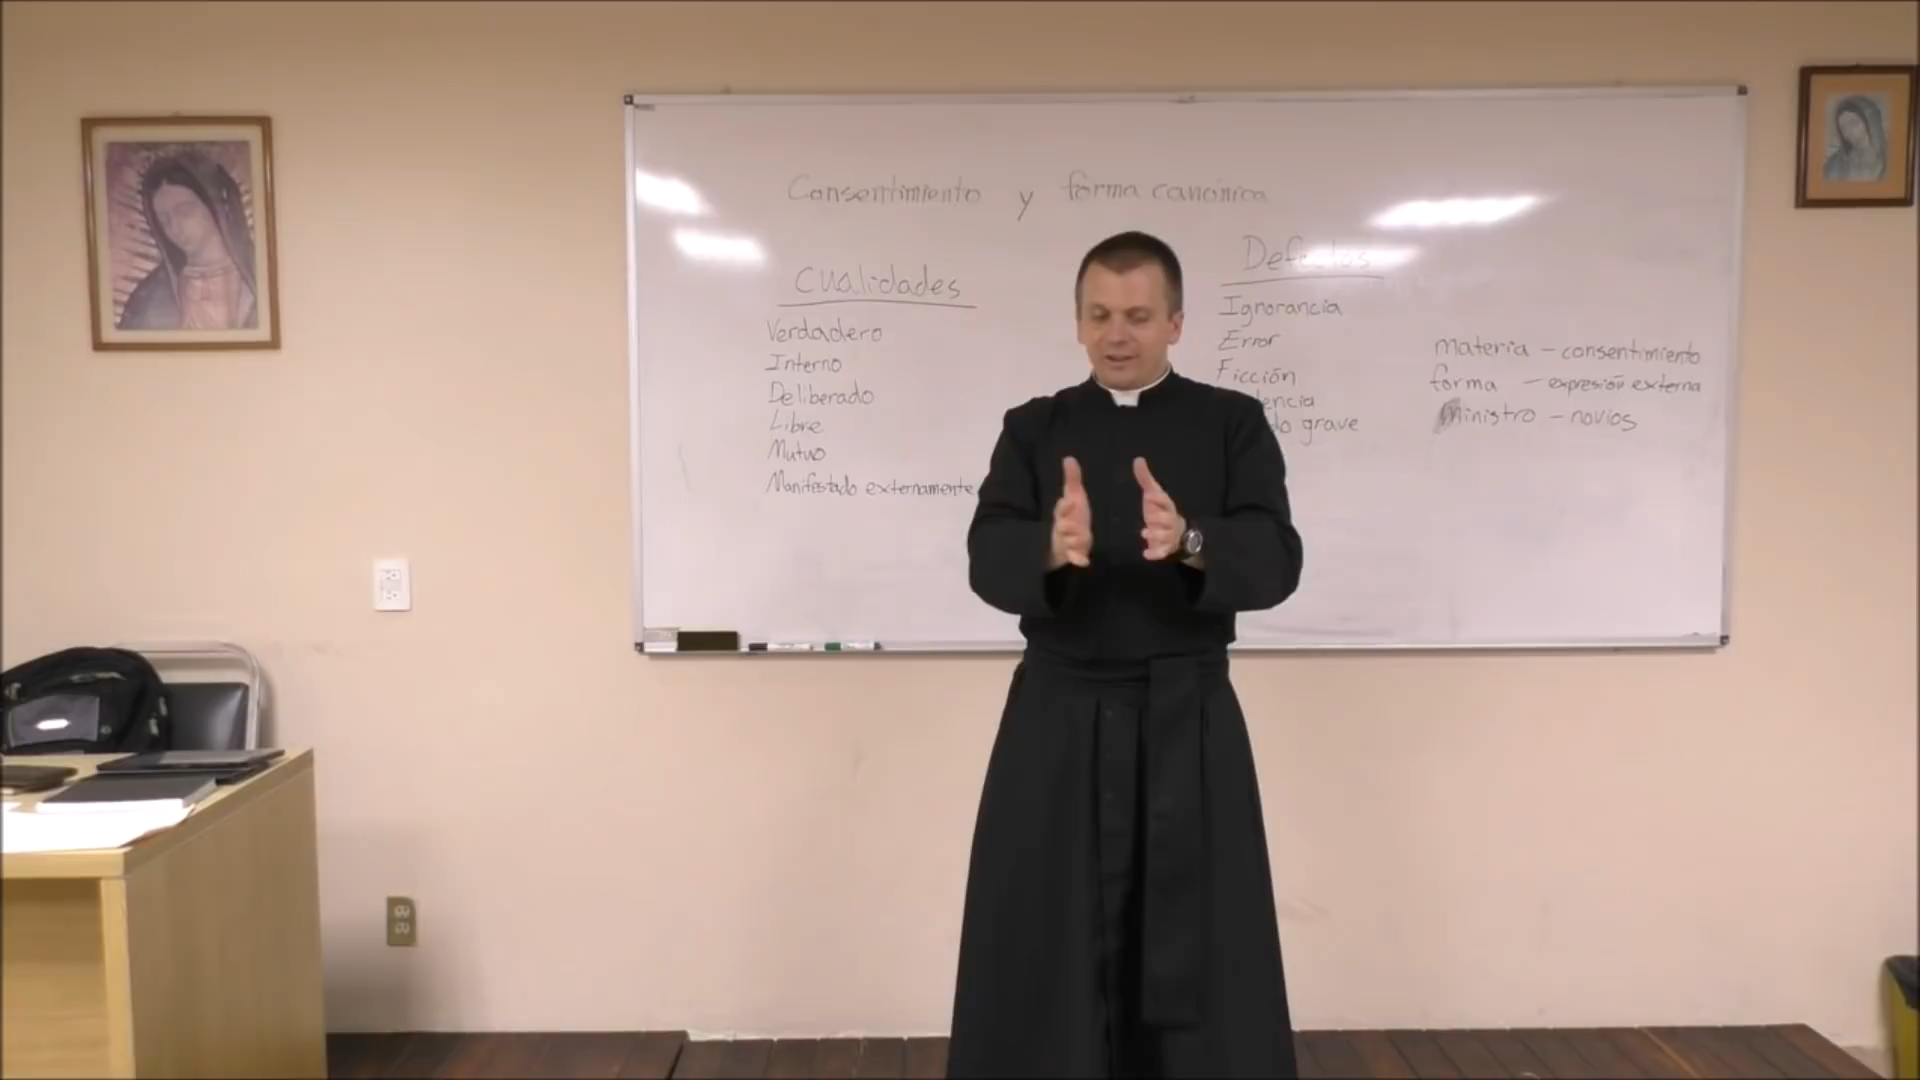 Consentimiento y forma canónica
Cualidades
Verdadero
Interno
Deliberado
Libre
Mutuo
Manifestado externamente
Defectos
Ignorancia
Error
Ficción
grave
materia - consentimiento
forma - expresión externa
ministro - novios